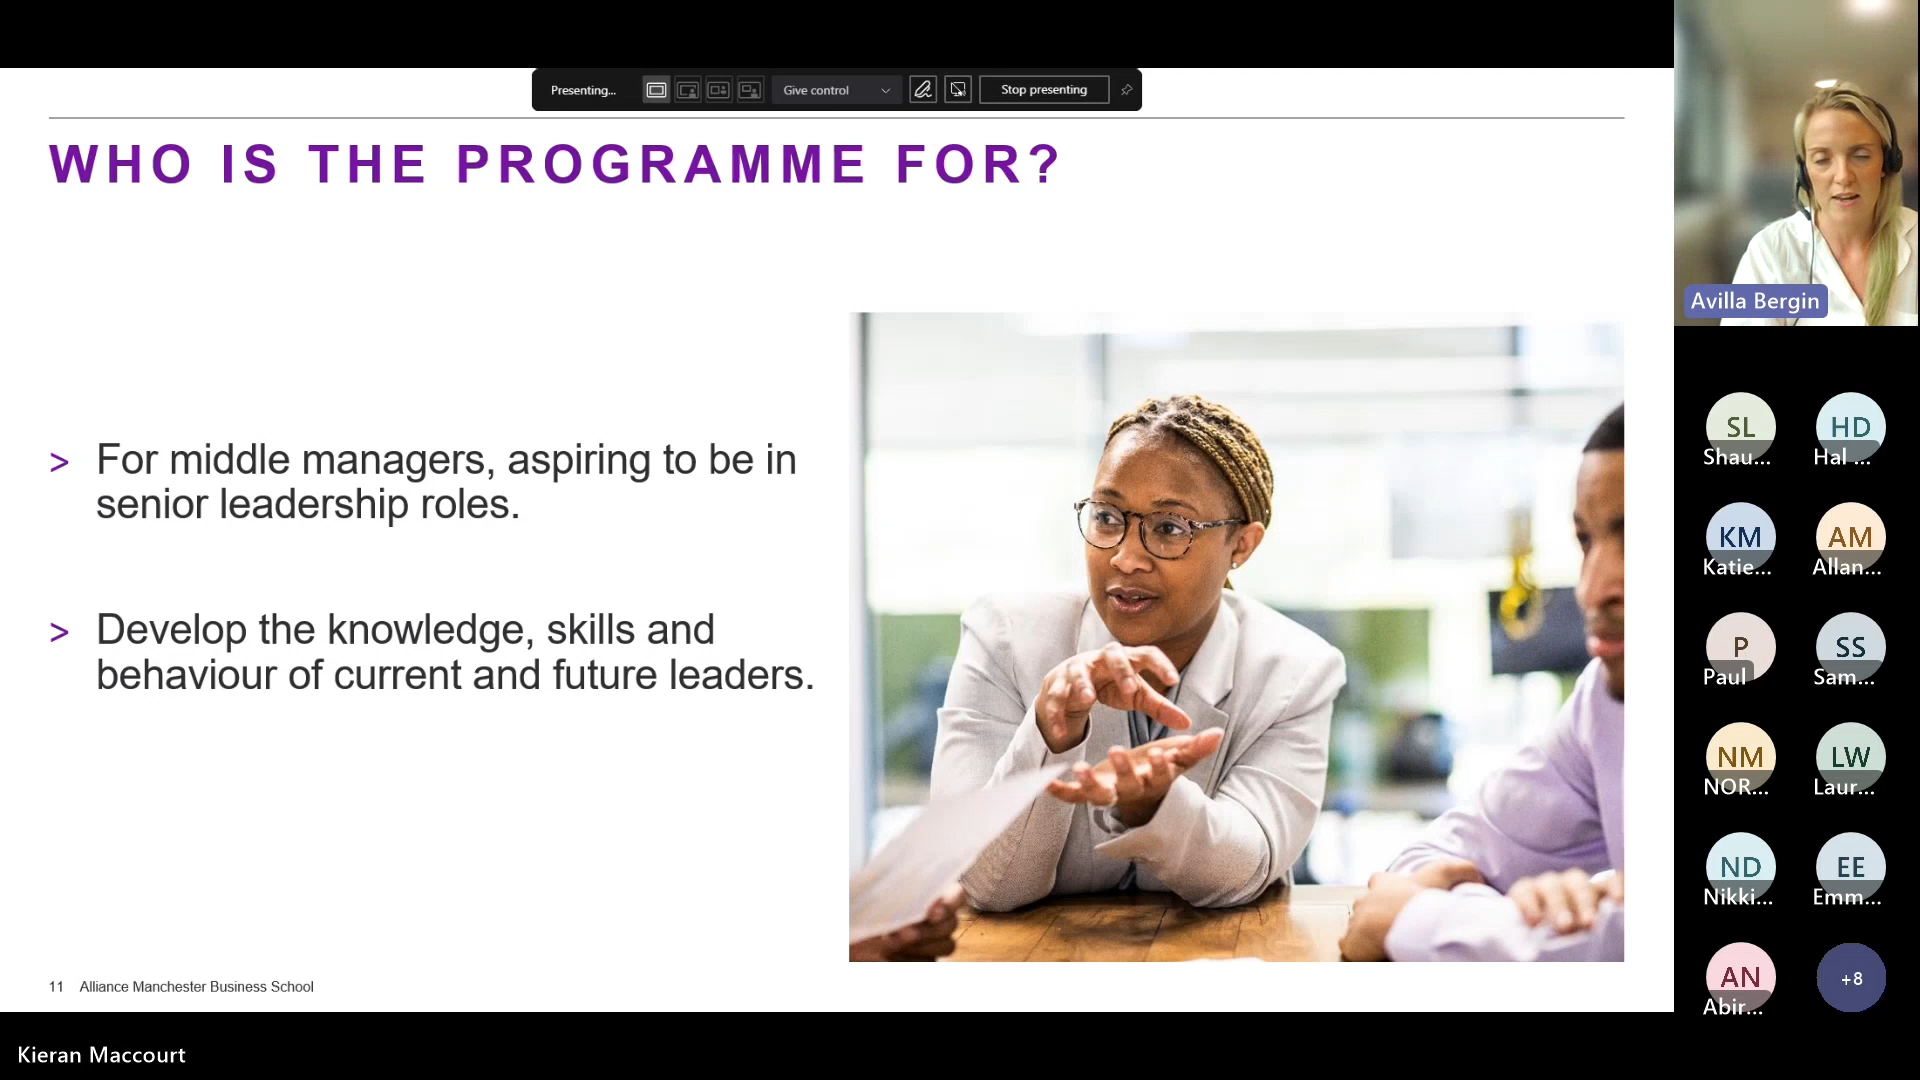 Presenting...
Give control
Stop presenting
WHO IS THE PROGRAMME FOR?
> For middle managers, aspiring to be in
senior leadership roles.
> Develop the knowledge, skills and
behaviour of current and future leaders.
11 Alliance Manchester Business School
Kieran Maccourt
Avilla Bergin
SL HD
Shau... Hal ...
KM AM
Katie... Allan...
P SS
Paul Sam...
NM LW
NOR... Laur...
ND EE
Nikki... Emm...
AN +8
Abir...